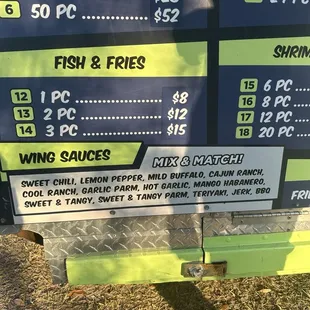 6 50 PC $52
FISH & FRIES
12 1 PC $8
13 2 PC $12
14 3 PC $15
SHRIM
15 6 PC
16 8 PC
17 12 PC
18 20 PC
WING SAUCES
MIX & MATCH!
SWEET CHILI, LEMON PEPPER, MILD BUFFALO, CAJUN RANCH,
COOL RANCH, GARLIC PARM, HOT GARLIC, MANGO HABANERO,
SWEET & TANGY, SWEET & TANGY PARM, TERIYAKI, JERK, BBQ
FRI